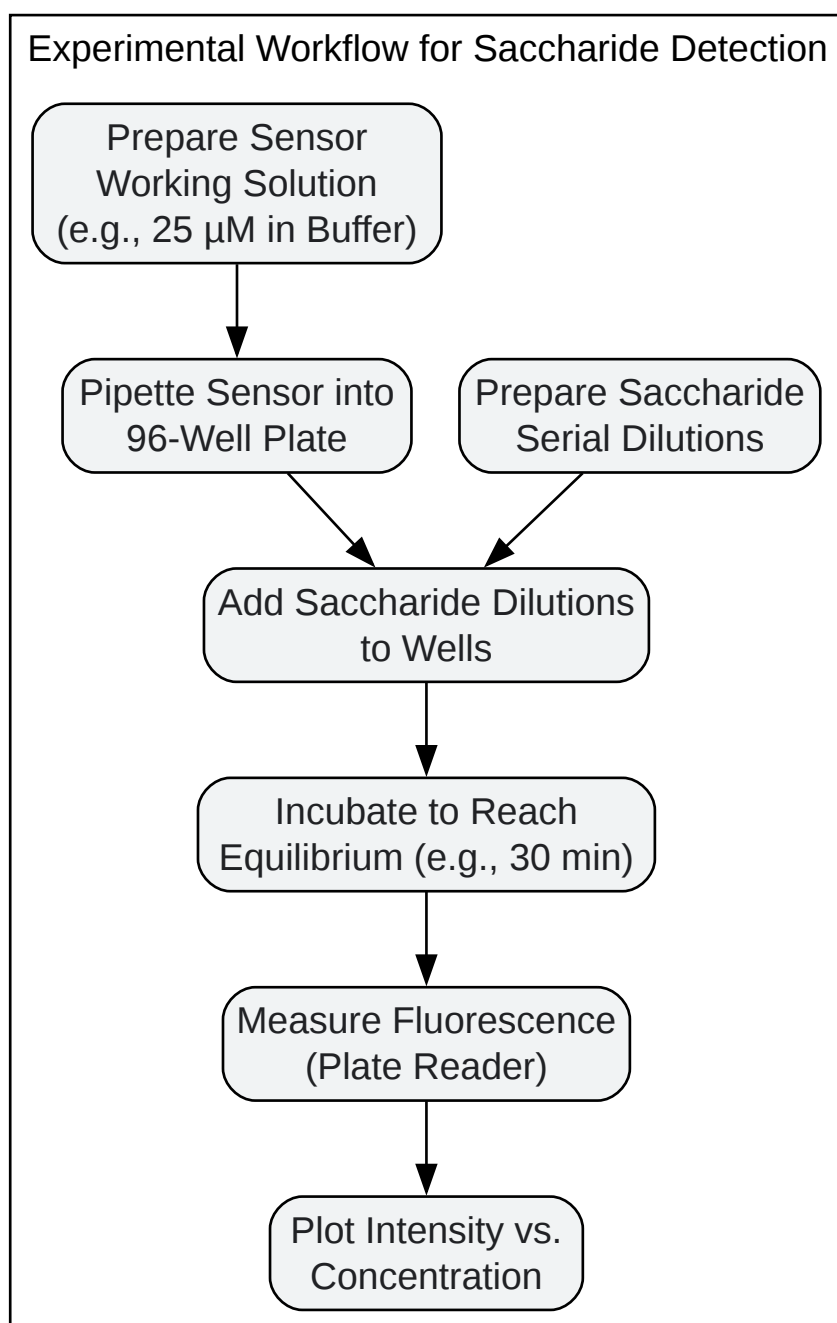 Experimental Workflow for Saccharide Detection
Prepare Sensor
Working Solution
(e.g., 25 µM in Buffer)
Pipette Sensor into
96-Well Plate
Prepare Saccharide
Serial Dilutions
Add Saccharide Dilutions
to Wells
Incubate to Reach
Equilibrium (e.g., 30 min)
Measure Fluorescence
(Plate Reader)
Plot Intensity vs.
Concentration